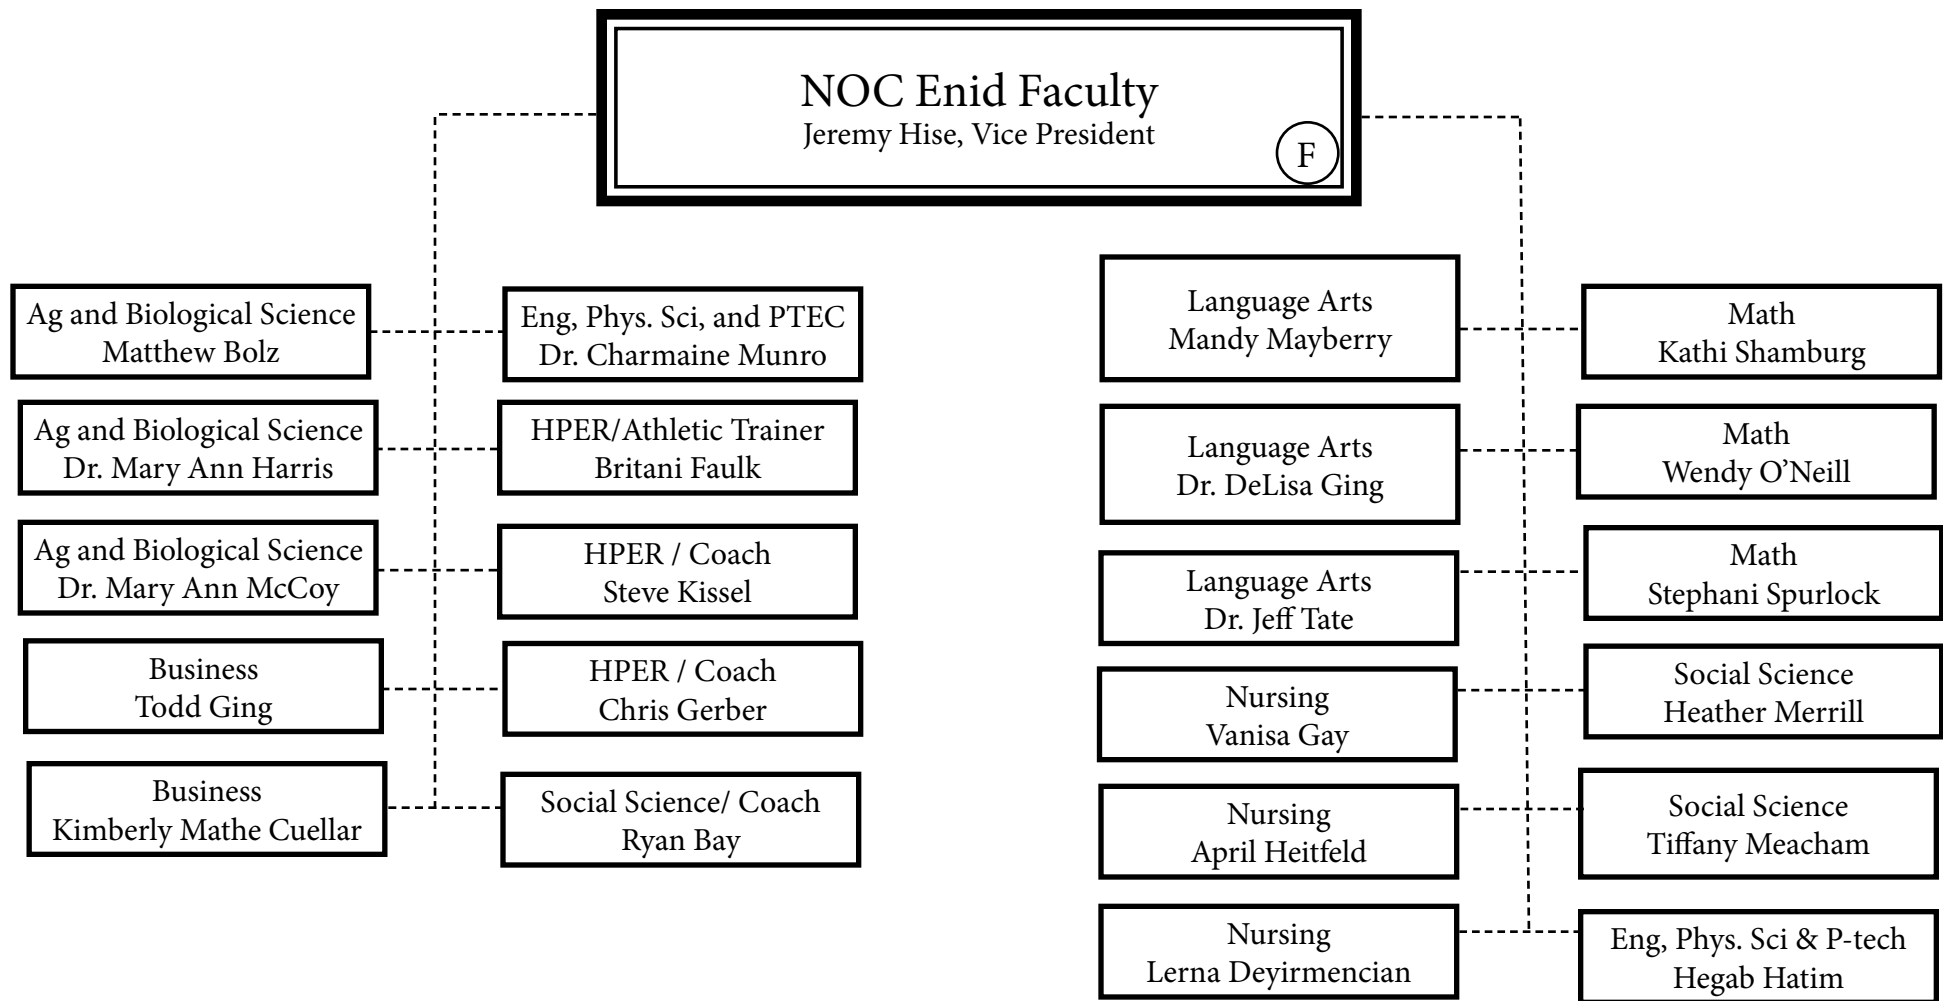 NOC Enid Faculty
Jeremy Hise, Vice President
F
Ag and Biological Science
Matthew Bolz
Eng, Phys. Sci, and PTEC
Dr. Charmaine Munro
Ag and Biological Science
Dr. Mary Ann Harris
HPER/Athletic Trainer
Britani Faulk
Ag and Biological Science
Dr. Mary Ann McCoy
HPER / Coach
Steve Kissel
Business
Todd Ging
HPER / Coach
Chris Gerber
Business
Kimberly Mathe Cuellar
Social Science/ Coach
Ryan Bay
Language Arts
Mandy Mayberry
Math
Kathi Shamburg
Language Arts
Dr. DeLisa Ging
Math
Wendy O’Neill
Language Arts
Dr. Jeff Tate
Math
Stephani Spurlock
Nursing
Vanisa Gay
Social Science
Heather Merrill
Nursing
April Heitfeld
Social Science
Tiffany Meacham
Nursing
Lerna Deyirmencian
Eng, Phys. Sci & P-tech
Hegab Hatim